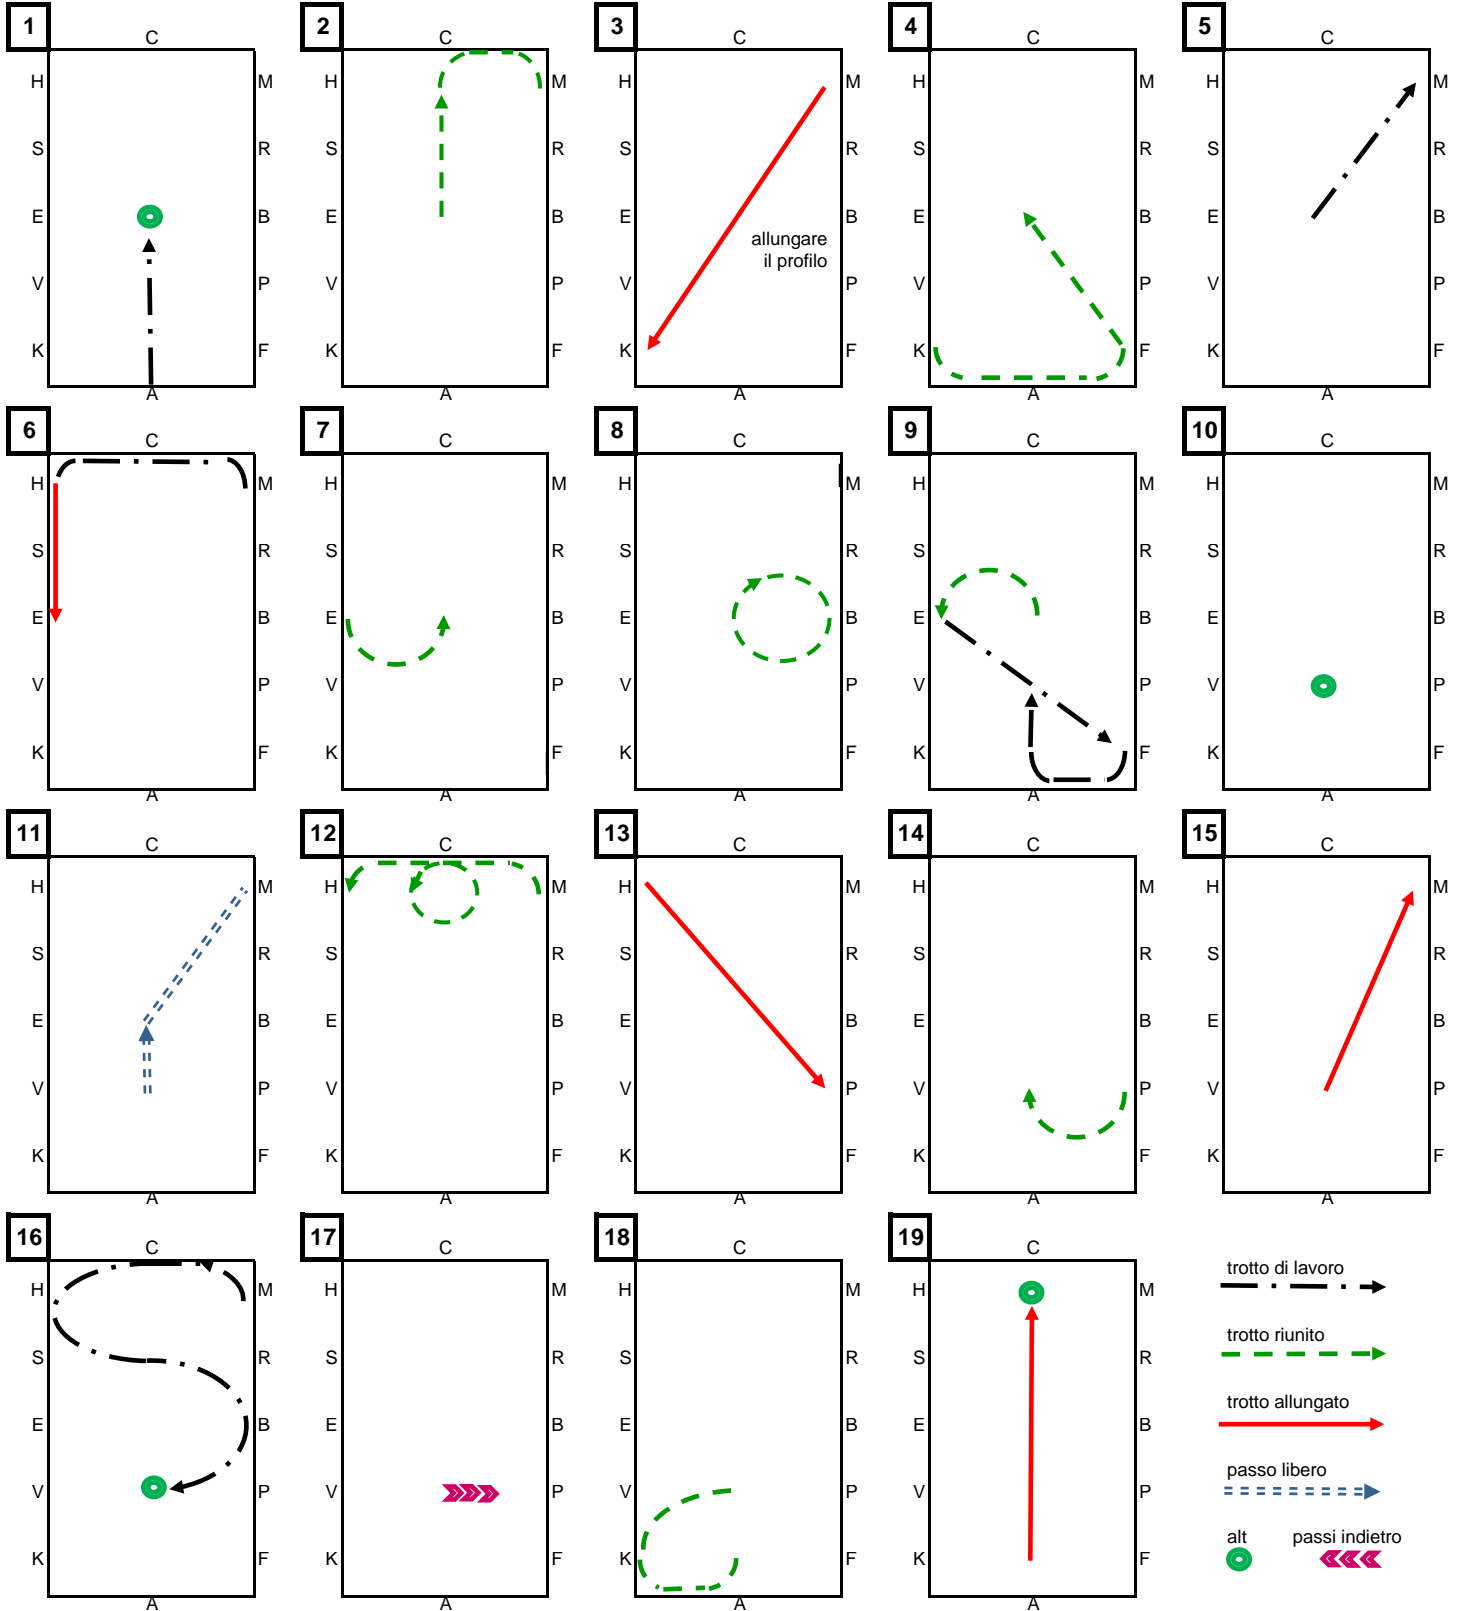 1 2 3 4 5
C C C C C
H M H M H M H M H M
S R S R S R S R S R
E B E B E B E B E B
allungare
il profilo
V P V P V P V P V P
K F K F K F K F K F
A A A A A
6 7 8 9 10
C C C C C
H M H M H M H M H M
S R S R S R S R S R
E B E B E B E B E B
V P V P V P V P V P
K F K F K F K F K F
A A A A A
11 12 13 14 15
C C C C C
H M H M H M H M H M
S R S R S R S R S R
E B E B E B E B E B
V P V P V P V P V P
K F K F K F K F K F
A A A A A
16 17 18 19
C C C C
H M H M H M H M
S R S R S R S R
E B E B E B E B
V P V P V P V P
K F K F K F K F
A A A A
trotto di lavoro
trotto riunito
trotto allungato
passo libero
alt passi indietro